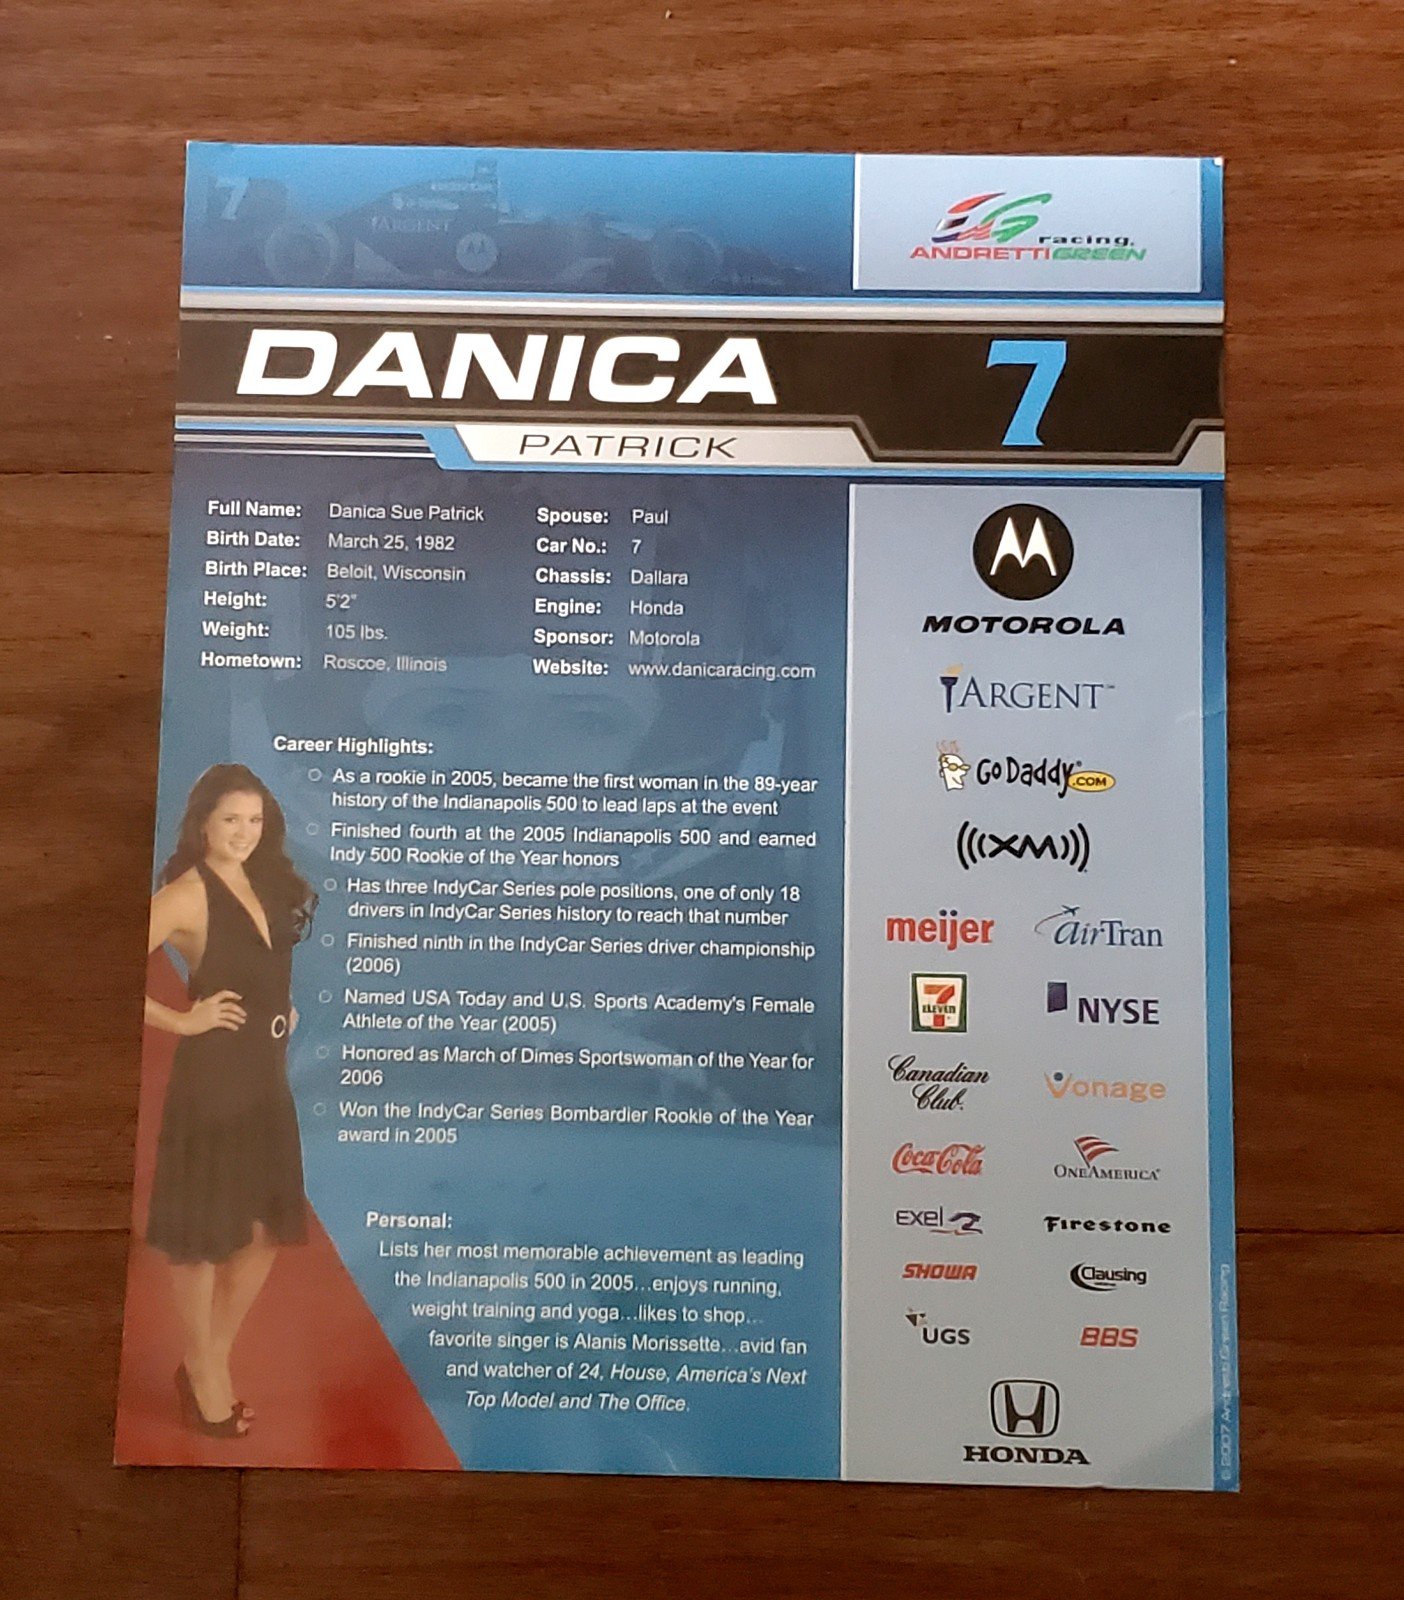 7
ARGENT
racing.
ANDRETTIGREEN
DANICA
7
PATRICK
Full Name: Danica Sue Patrick
Birth Date: March 25, 1982
Birth Place: Beloit, Wisconsin
Height: 5'2"
Weight: 105 lbs.
Hometown: Roscoe, Illinois
Spouse: Paul
Car No.: 7
Chassis: Dallara
Engine: Honda
Sponsor: Motorola
Website: www.danicaracing.com
Career Highlights:
As a rookie in 2005, became the first woman in the 89-year
history of the Indianapolis 500 to lead laps at the event
Finished fourth at the 2005 Indianapolis 500 and earned
Indy 500 Rookie of the Year honors
Has three IndyCar Series pole positions, one of only 18
drivers in IndyCar Series history to reach that number
Finished ninth in the IndyCar Series driver championship
(2006)
Named USA Today and U.S. Sports Academy's Female
Athlete of the Year (2005)
Honored as March of Dimes Sportswoman of the Year for
2006
Won the IndyCar Series Bombardier Rookie of the Year
award in 2005
Personal:
Lists her most memorable achievement as leading
the Indianapolis 500 in 2005...enjoys running,
weight training and yoga...likes to shop...
favorite singer is Alanis Morissette...avid fan
and watcher of 24, House, America's Next
Top Model and The Office.
MOTOROLA
ARGENT™
Go Daddy.COM
(((XM)))
meijer
airTran
7
ELEVEN
NYSE
Canadian
Club.
Vonage
Coca-Cola
ONEAMERICA®
EXEL
Firestone
SHOWA
Clausing
UGS
BBS
HONDA
© 2007 Andretti Green Racing